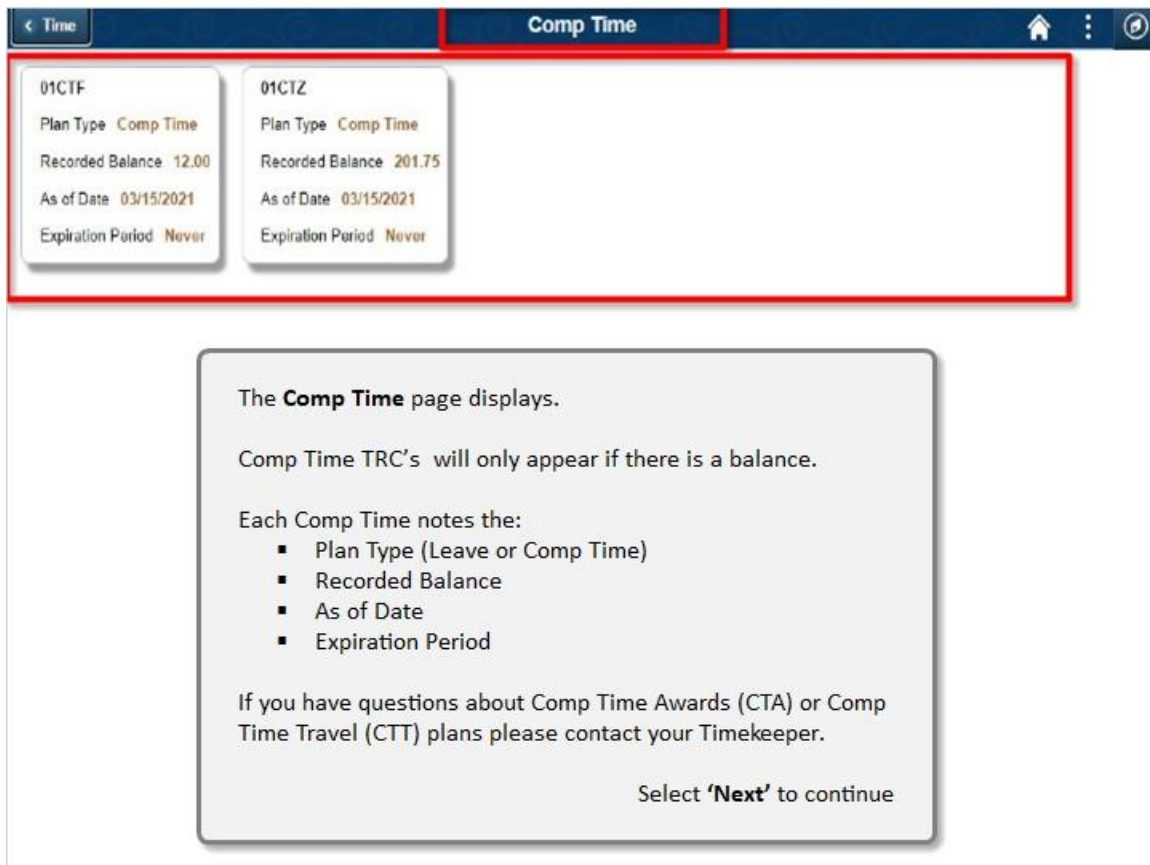 < Time
Comp Time
01CTF
Plan Type Comp Time
Recorded Balance 12.00
As of Date 03/15/2021
Expiration Period Never
01CTZ
Plan Type Comp Time
Recorded Balance 201.75
As of Date 03/15/2021
Expiration Period Never
The Comp Time page displays.
Comp Time TRC’s will only appear if there is a balance.
Each Comp Time notes the:
▪ Plan Type (Leave or Comp Time)
▪ Recorded Balance
▪ As of Date
▪ Expiration Period
If you have questions about Comp Time Awards (CTA) or Comp
Time Travel (CTT) plans please contact your Timekeeper.
Select ‘Next’ to continue